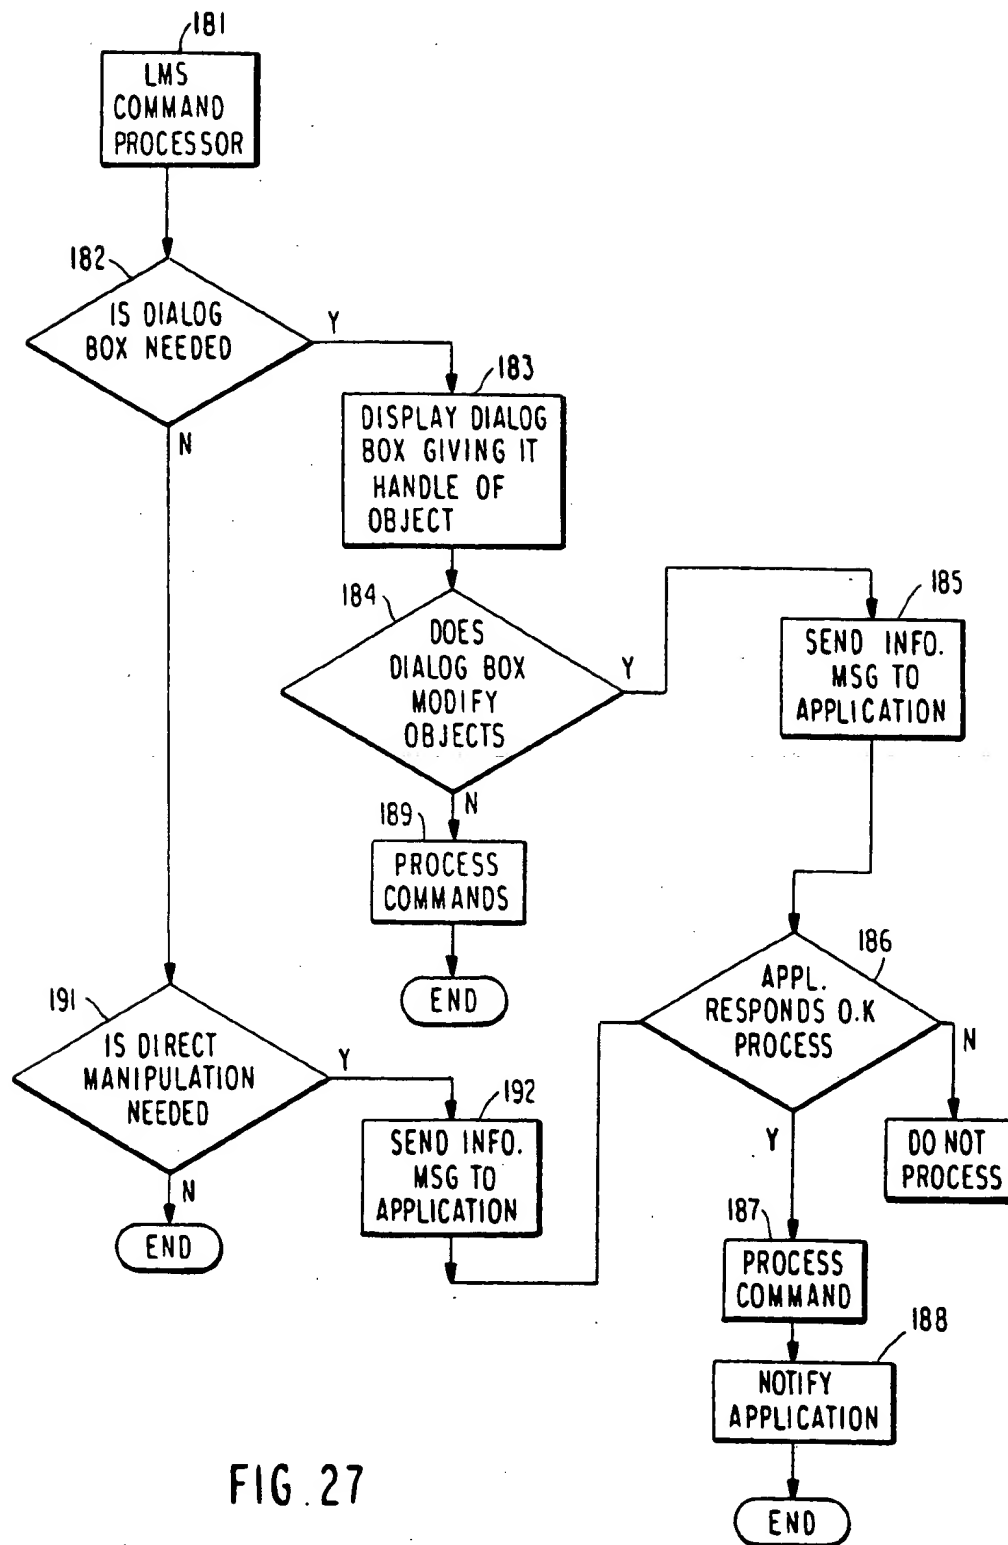 181
LMS
COMMAND
PROCESSOR
182
IS DIALOG
BOX NEEDED
Y
N
183
DISPLAY DIALOG
BOX GIVING IT
HANDLE OF
OBJECT
184
DOES
DIALOG BOX
MODIFY
OBJECTS
Y
N
185
SEND INFO.
MSG TO
APPLICATION
189
PROCESS
COMMANDS
END
186
APPL.
RESPONDS O.K
PROCESS
N
Y
DO NOT
PROCESS
191
IS DIRECT
MANIPULATION
NEEDED
Y
N
END
192
SEND INFO.
MSG TO
APPLICATION
187
PROCESS
COMMAND
188
NOTIFY
APPLICATION
END
FIG. 27